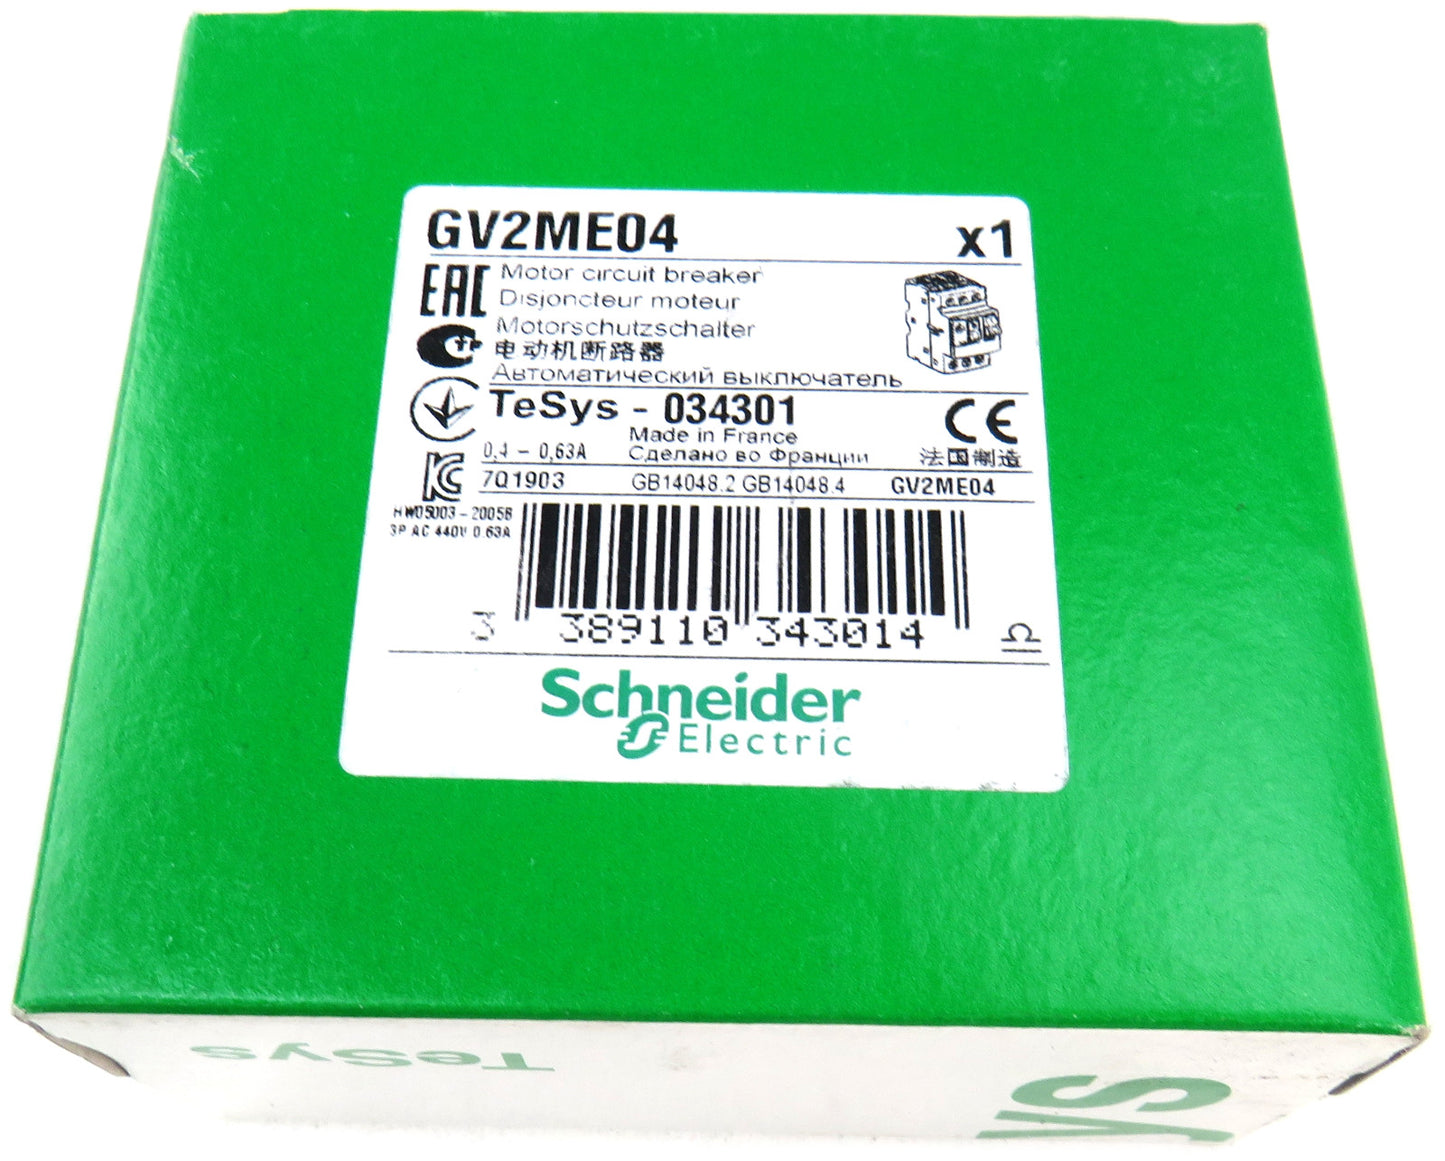 GV2ME04 x1
EAC Motor circuit breaker
Disjoncteur moteur
Motorschutzschalter
电动机断路器
Автоматический выключатель
TeSys - 034301 CE
Made in France
0,4 - 0,63A Сделано во Франции 法国制造
7Q1903 GB14048.2 GB14048.4 GV2ME04
HW05003-2005B
3P AC 440V 0.63A
3 389110 343014
Schneider
Electric
TeSys